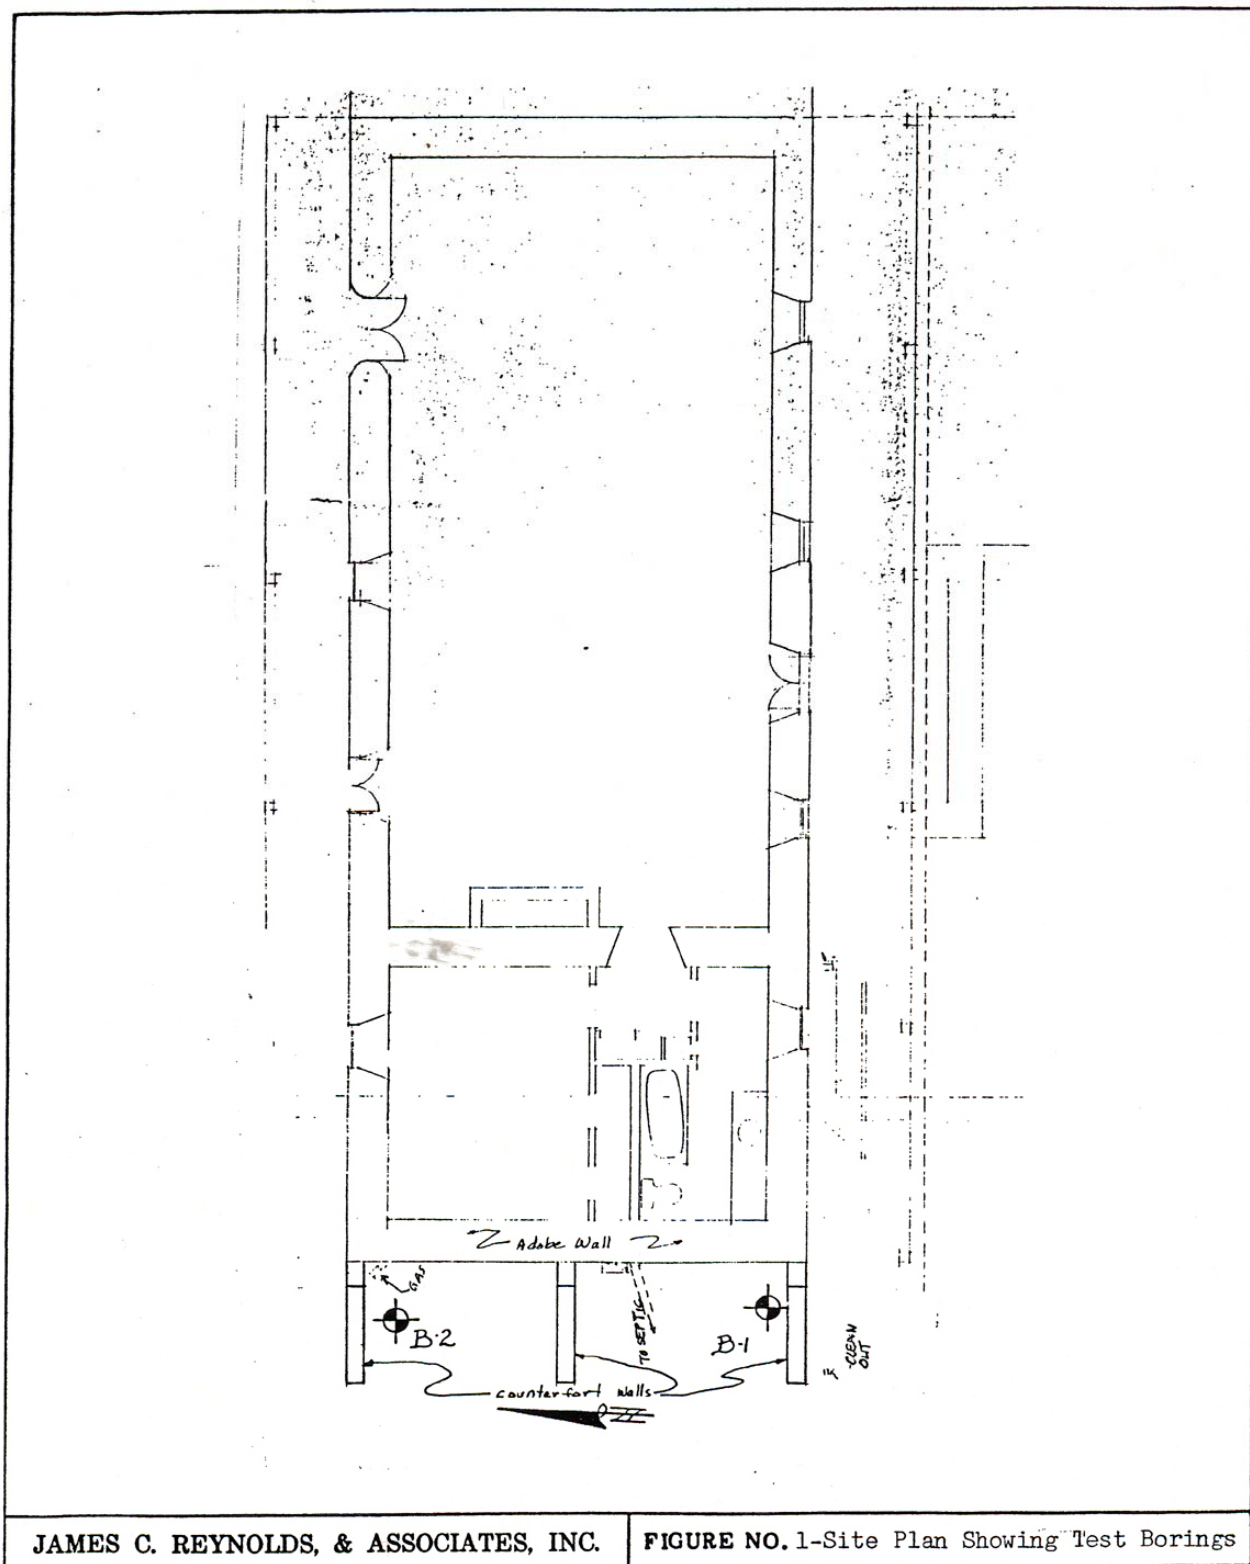 Adobe Wall
GAS
B-2
TO SEPTIC
B-1
CLEAN
OUT
counterfort walls
JAMES C. REYNOLDS, & ASSOCIATES, INC.
FIGURE NO. 1-Site Plan Showing Test Borings